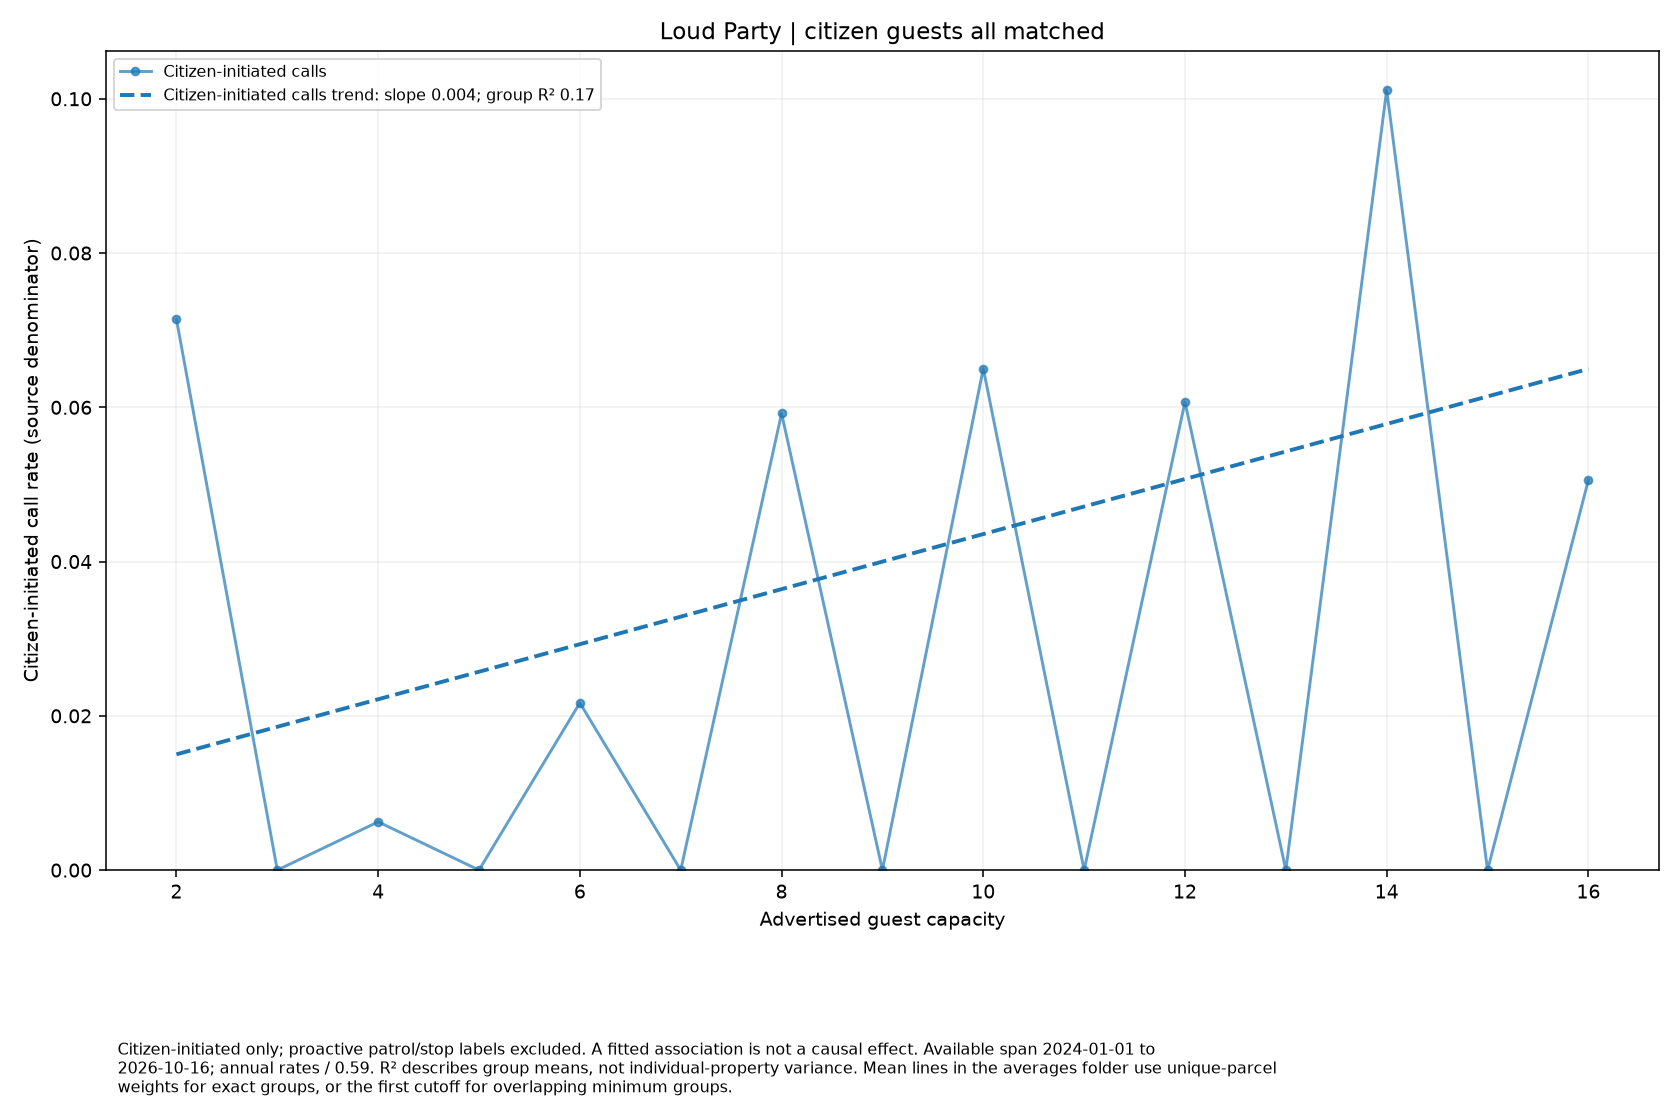 Loud Party | citizen guests all matched
Citizen-initiated calls
Citizen-initiated calls trend: slope 0.004; group R² 0.17
0.10
0.08
0.06
0.04
0.02
0.00
Citizen-initiated call rate (source denominator)
2 4 6 8 10 12 14 16
Advertised guest capacity
Citizen-initiated only; proactive patrol/stop labels excluded. A fitted association is not a causal effect. Available span 2024-01-01 to
2026-10-16; annual rates / 0.59. R² describes group means, not individual-property variance. Mean lines in the averages folder use unique-parcel
weights for exact groups, or the first cutoff for overlapping minimum groups.